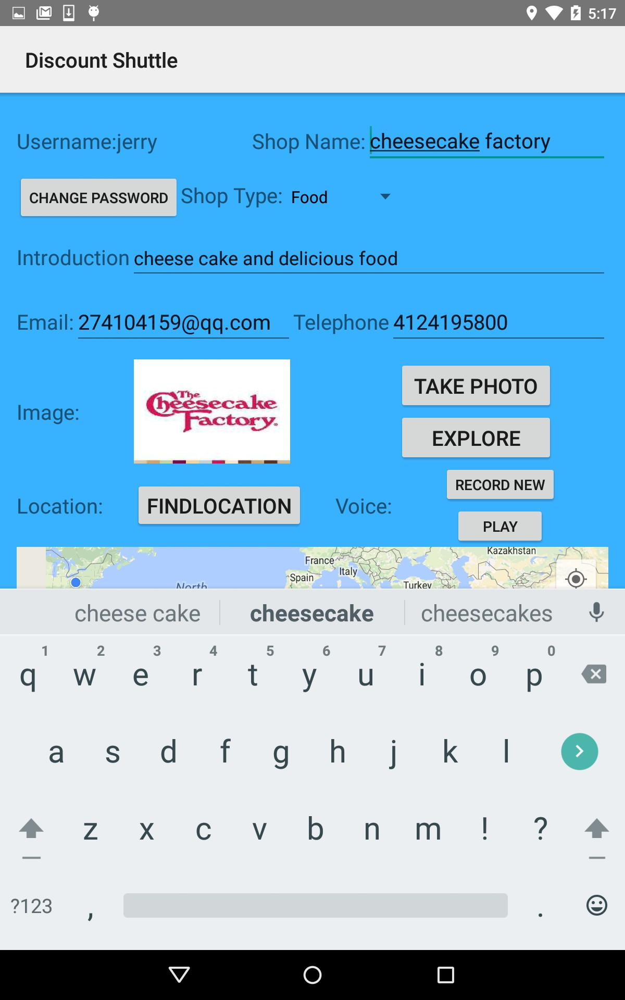 5:17
Discount Shuttle
Username:jerry
Shop Name: cheesecake factory
CHANGE PASSWORD
Shop Type: Food
Introduction cheese cake and delicious food
Email: 274104159@qq.com
Telephone 4124195800
Image:
The
Cheesecake
Factory®
TAKE PHOTO
EXPLORE
RECORD NEW
Location:
FINDLOCATION
Voice:
PLAY
Kazakhstan
France
Italy
Spain
North
Turkey
cheese cake cheesecake cheesecakes
1 2 3 4 5 6 7 8 9 0
q w e r t y u i o p
a s d f g h j k l
z x c v b n m ! ?
?123 , .